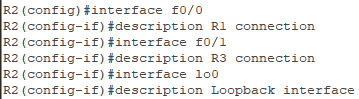 R2(config)#interface f0/0
R2(config-if)#description R1 connection
R2(config-if)#interface f0/1
R2(config-if)#description R3 connection
R2(config-if)#interface lo0
R2(config-if)#description Loopback interface